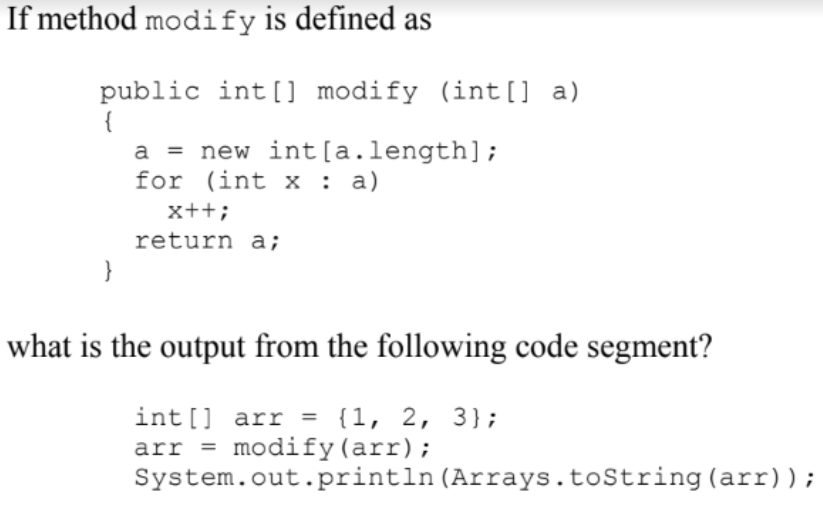 If method modify is defined as
public int[] modify (int[] a)
{
a = new int[a.length];
for (int x : a)
x++;
return a;
}
what is the output from the following code segment?
int[] arr = {1, 2, 3};
arr = modify(arr);
System.out.println(Arrays.toString(arr));